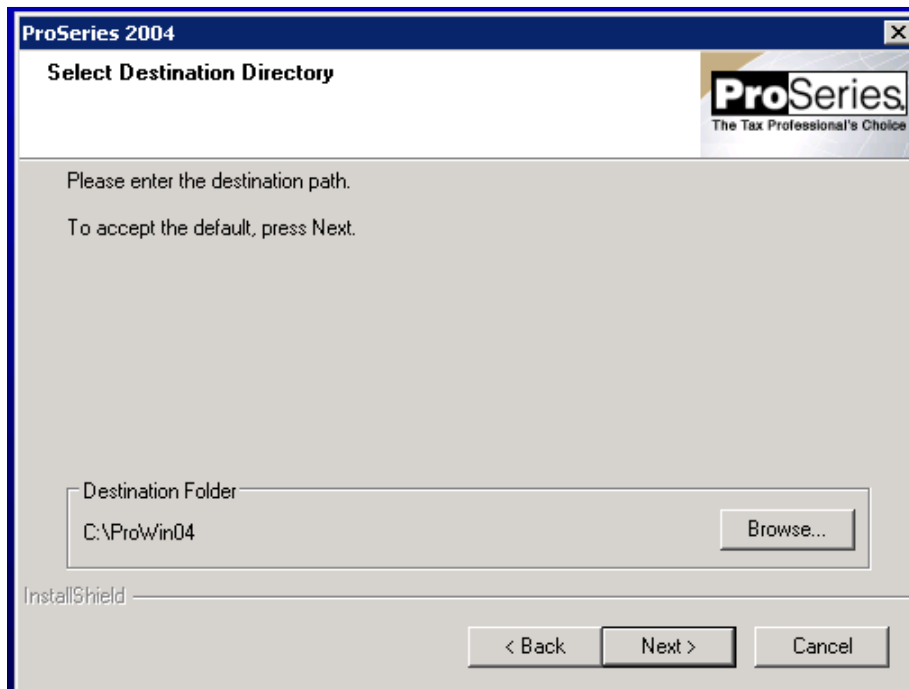 ProSeries 2004
Select Destination Directory
ProSeries.
The Tax Professional's Choice
Please enter the destination path.
To accept the default, press Next.
Destination Folder
C:\ProWin04
Browse...
InstallShield
< Back
Next >
Cancel